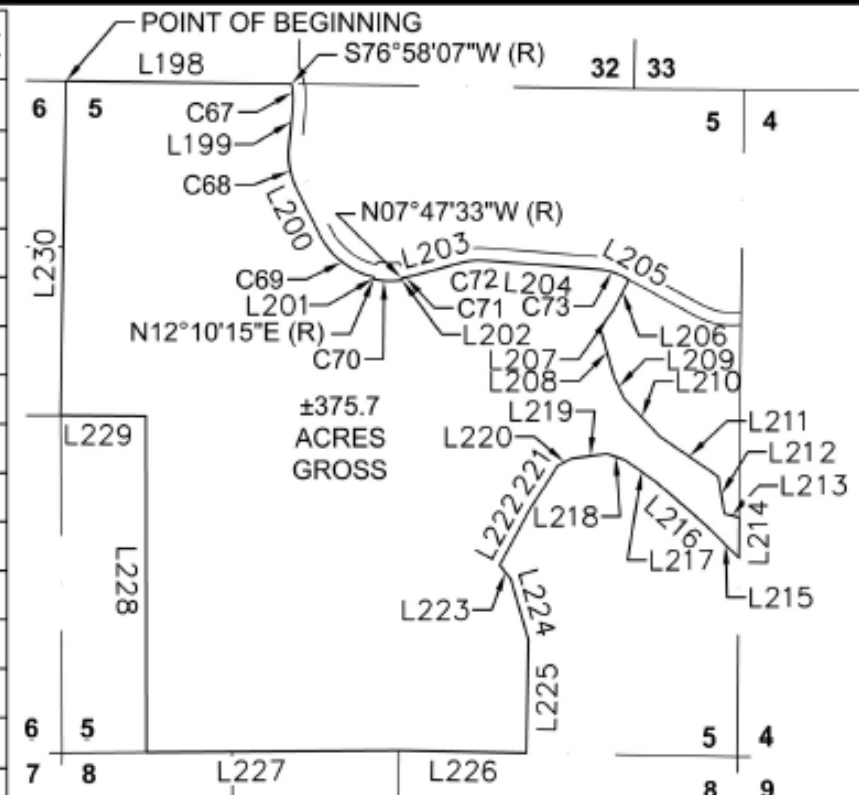 POINT OF BEGINNING
L198
S76°58'07"W (R)
32 33
6 5
5 4
C67
L199
C68
L200
N07°47'33"W (R)
L203
L205
L230
C69
C72
L204
L201
C71
C73
N12°10'15"E (R)
L202
L206
C70
L207
L209
L208
L210
±375.7
ACRES
GROSS
L219
L211
L229
L220
L212
221
L213
L222
L218
L216
L214
L217
L228
L223
L224
L215
L225
6 5
5 4
7 8
L227
L226
8 9